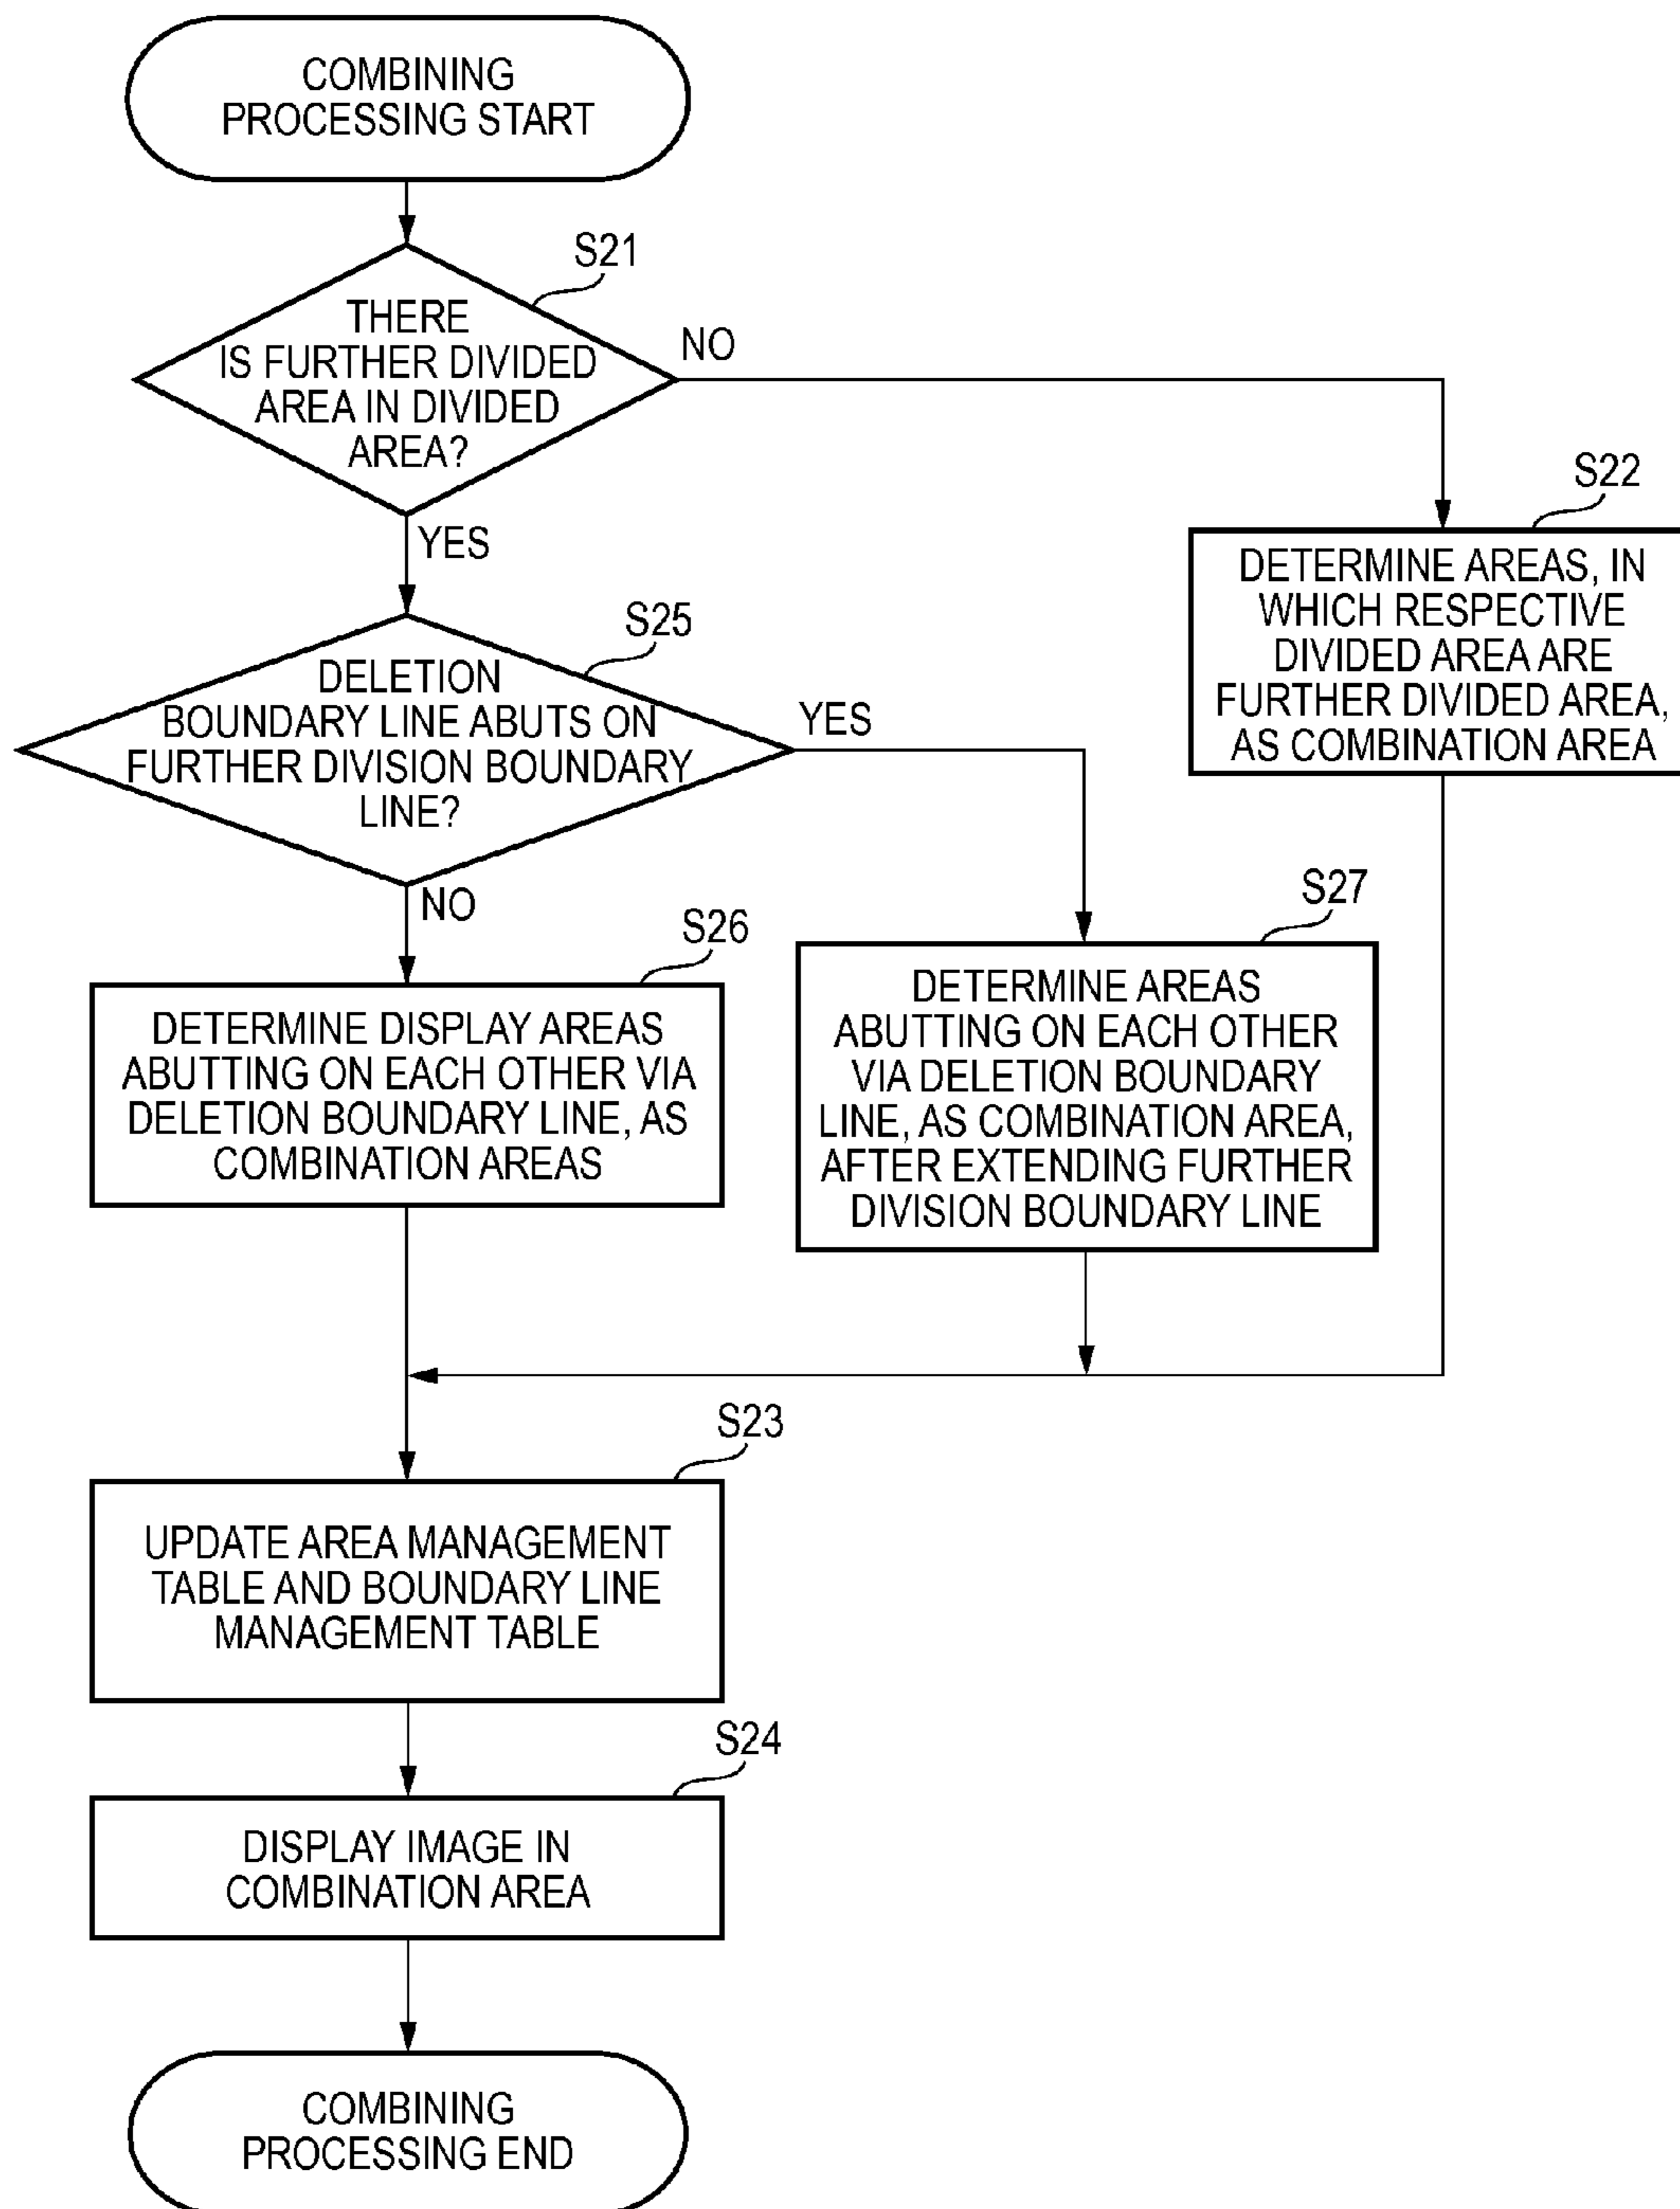 COMBINING
PROCESSING START
S21
THERE
IS FURTHER DIVIDED
AREA IN DIVIDED
AREA?
NO
YES
S22
DETERMINE AREAS, IN
WHICH RESPECTIVE
DIVIDED AREA ARE
FURTHER DIVIDED AREA,
AS COMBINATION AREA
S25
DELETION
BOUNDARY LINE ABUTS ON
FURTHER DIVISION BOUNDARY
LINE?
YES
NO
S26
DETERMINE DISPLAY AREAS
ABUTTING ON EACH OTHER VIA
DELETION BOUNDARY LINE, AS
COMBINATION AREAS
S27
DETERMINE AREAS
ABUTTING ON EACH OTHER
VIA DELETION BOUNDARY
LINE, AS COMBINATION AREA,
AFTER EXTENDING FURTHER
DIVISION BOUNDARY LINE
S23
UPDATE AREA MANAGEMENT
TABLE AND BOUNDARY LINE
MANAGEMENT TABLE
S24
DISPLAY IMAGE IN
COMBINATION AREA
COMBINING
PROCESSING END